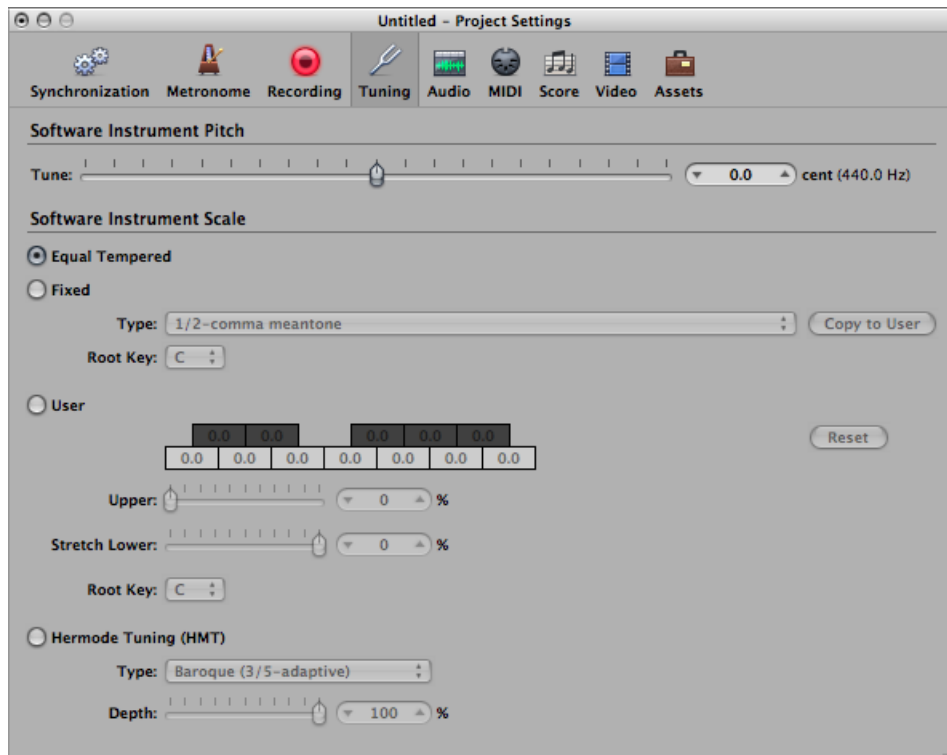 Untitled – Project Settings
Synchronization Metronome Recording Tuning Audio MIDI Score Video Assets
Software Instrument Pitch
Tune: 0.0 cent (440.0 Hz)
Software Instrument Scale
Equal Tempered
Fixed
Type: 1/2-comma meantone Copy to User
Root Key: C
User
0.0 0.0 0.0 0.0 0.0
Reset
0.0 0.0 0.0 0.0 0.0 0.0 0.0
Upper: 0 %
Stretch Lower: 0 %
Root Key: C
Hermode Tuning (HMT)
Type: Baroque (3/5-adaptive)
Depth: 100 %